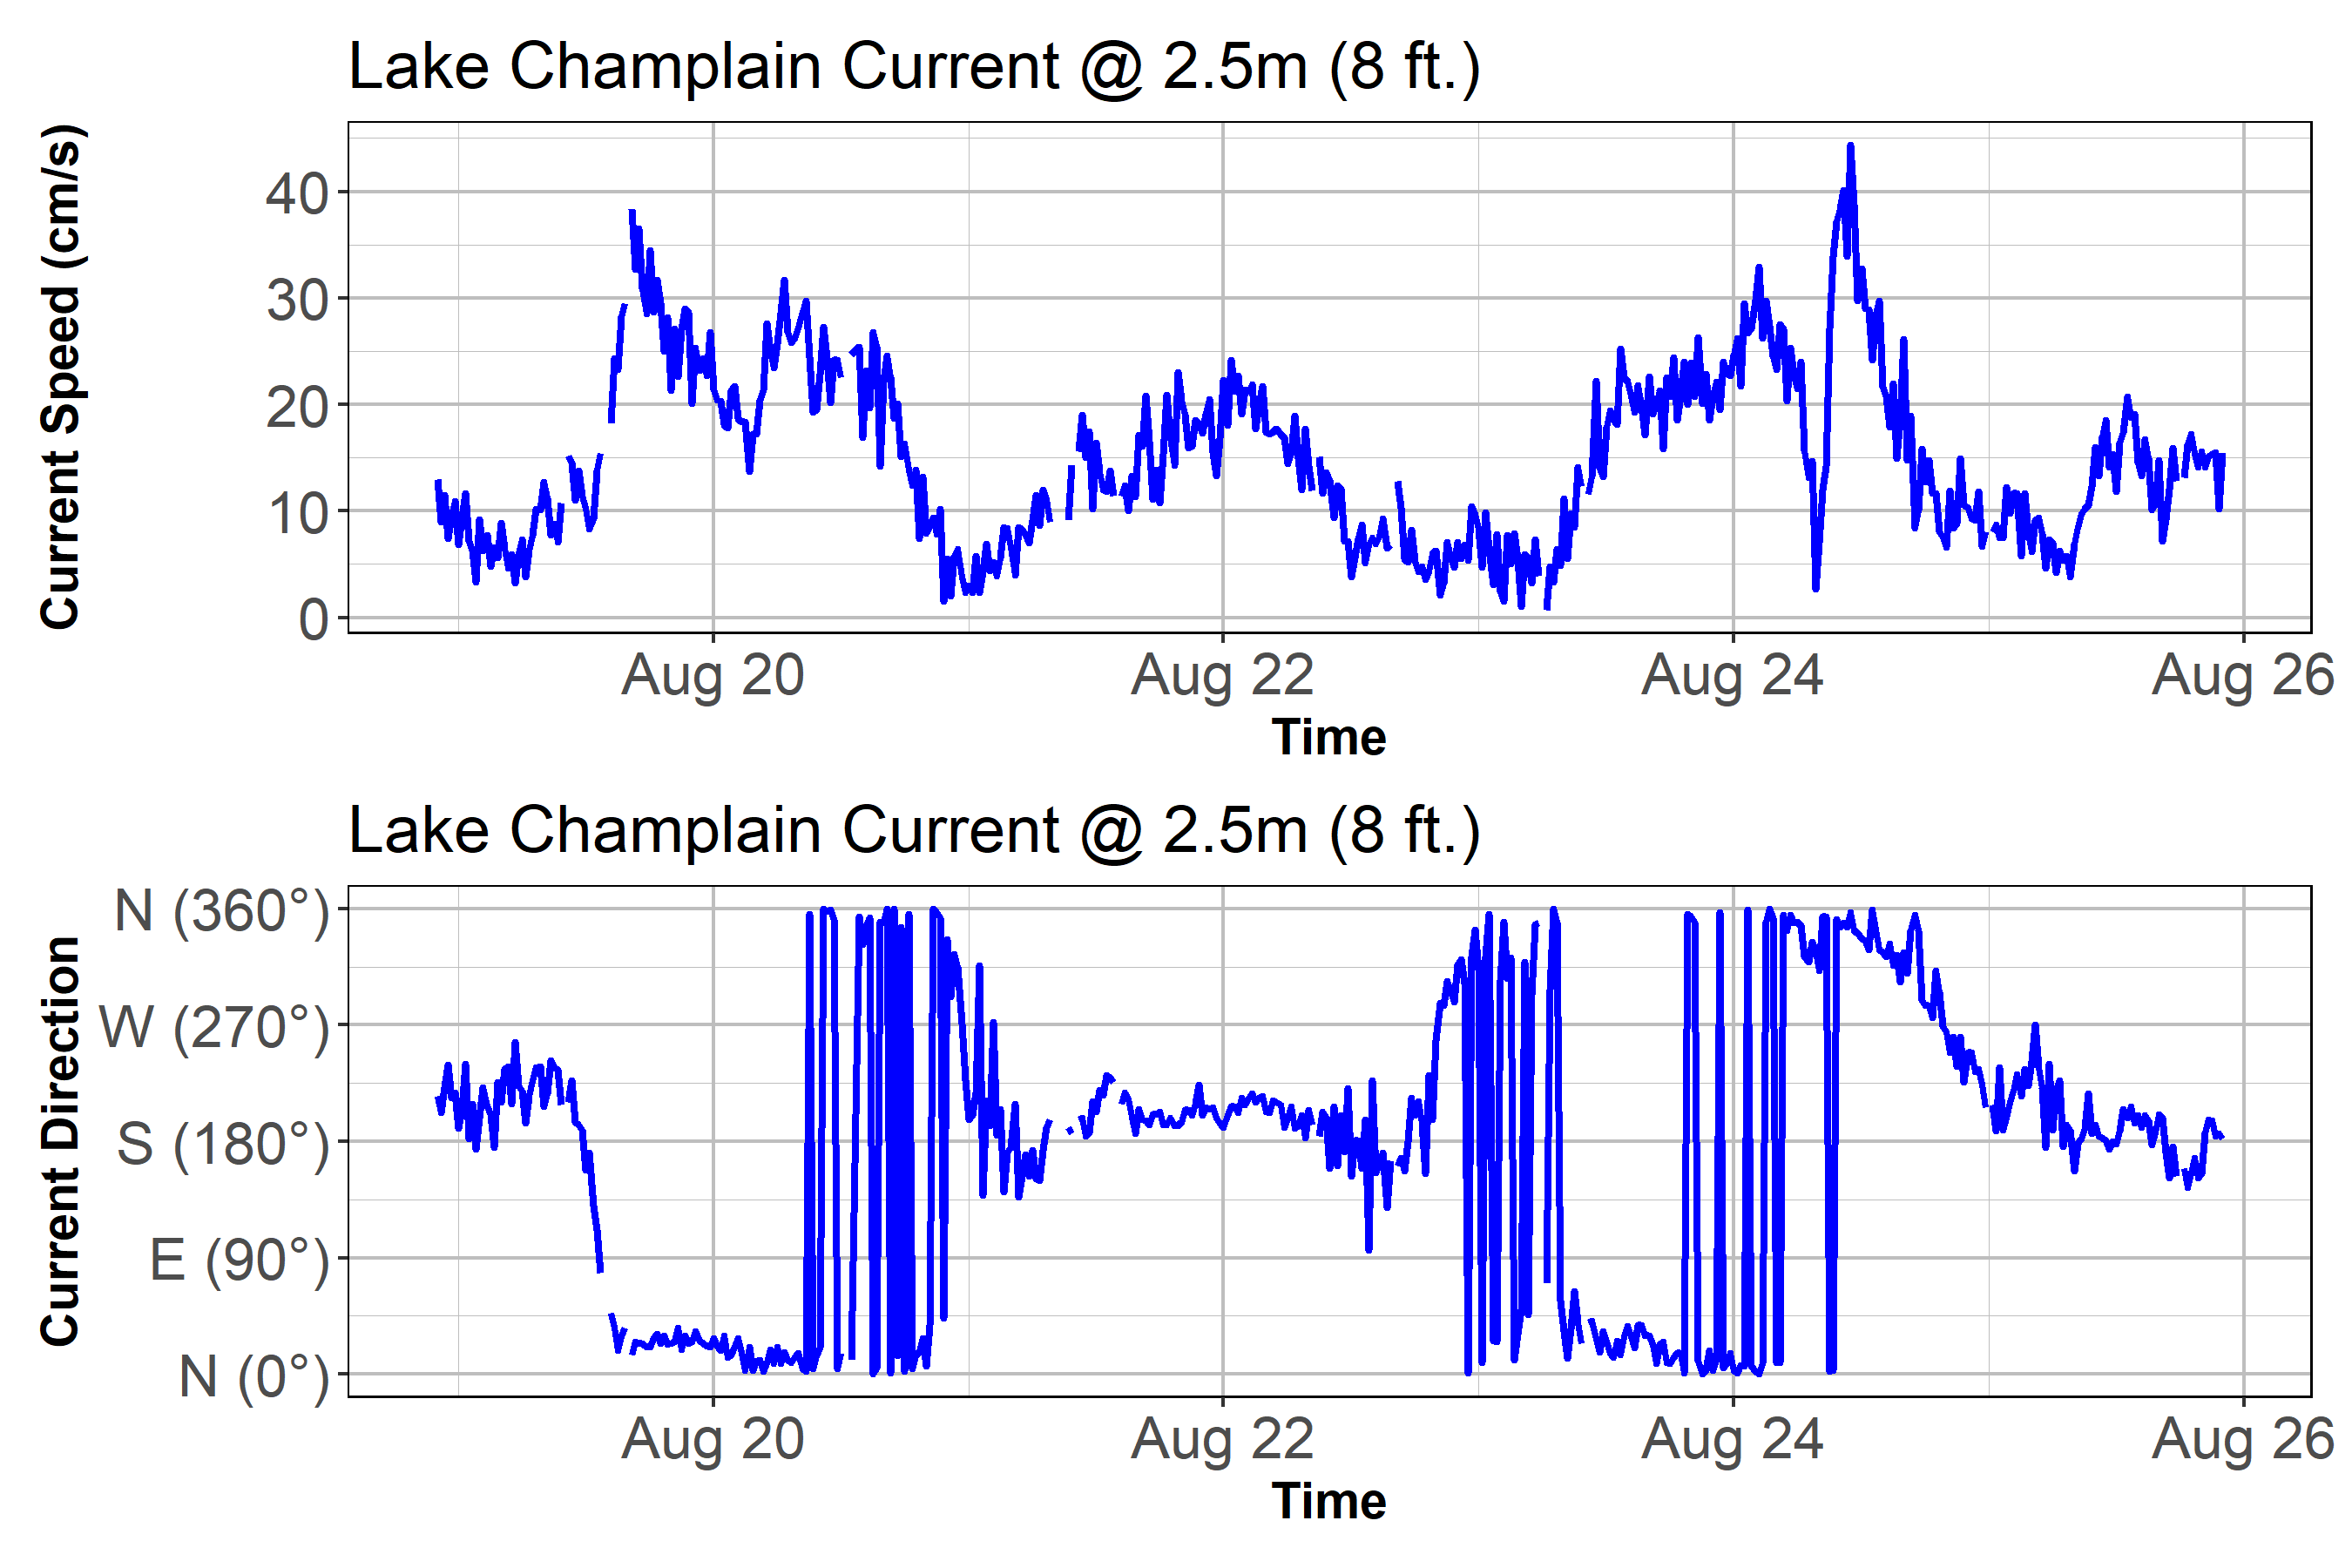 Lake Champlain Current @ 2.5m (8 ft.)
Current Speed (cm/s)
40
30
20
10
0
Aug 20 Aug 22 Aug 24 Aug 26
Time
Lake Champlain Current @ 2.5m (8 ft.)
Current Direction
N (360°)
W (270°)
S (180°)
E (90°)
N (0°)
Aug 20 Aug 22 Aug 24 Aug 26
Time